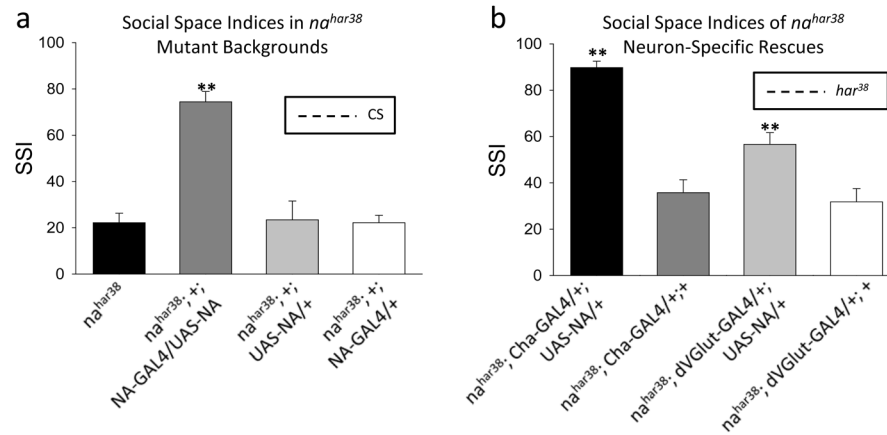 a
Social Space Indices in na^har38
Mutant Backgrounds
100
80
60
40
20
0
SSI
**
CS
na^har38
na^har38; +;
NA-GAL4/UAS-NA
na^har38; +;
UAS-NA/+
na^har38; +;
NA-GAL4/+
b
Social Space Indices of na^har38
Neuron-Specific Rescues
100
80
60
40
20
0
SSI
**
**
har^38
na^har38; Cha-GAL4/+;
UAS-NA/+
na^har38; Cha-GAL4/+;+
na^har38; dVGlut-GAL4/+;
UAS-NA/+
na^har38; dVGlut-GAL4/+; +